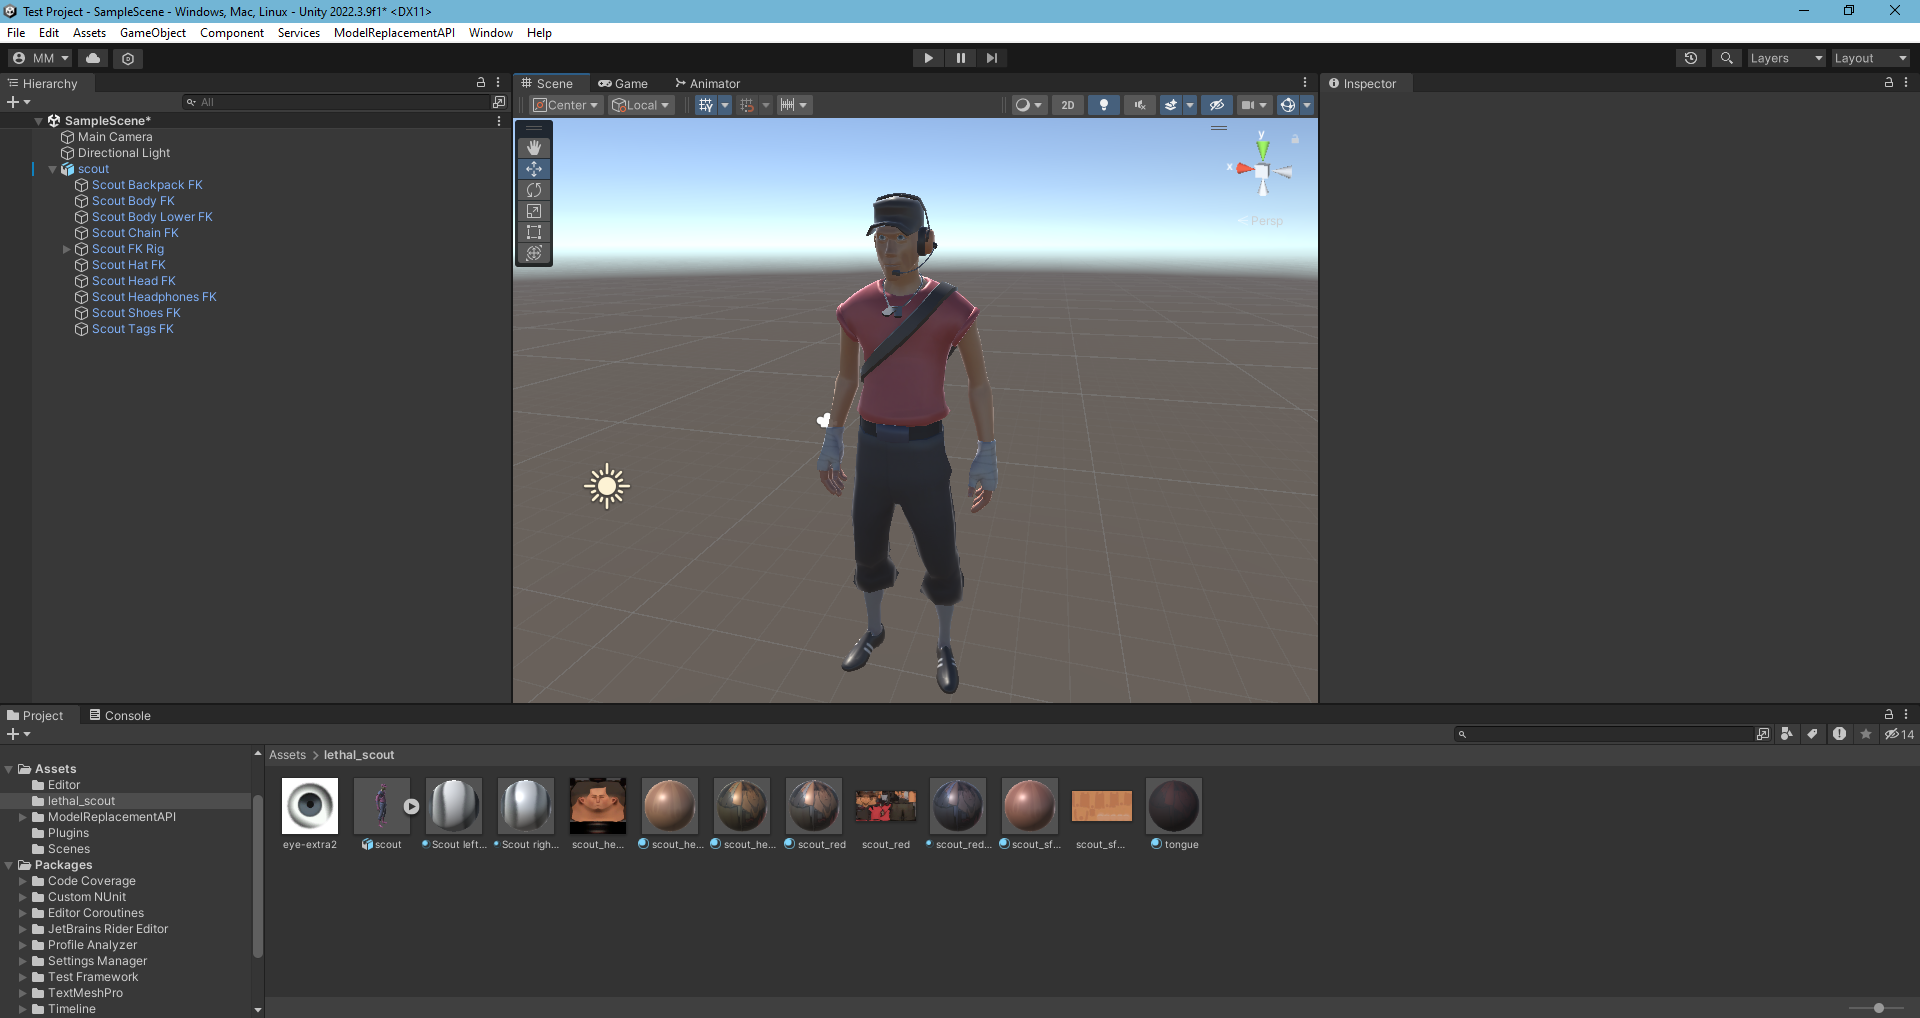 Test Project - SampleScene - Windows, Mac, Linux - Unity 2022.3.9f1* <DX11>
File Edit Assets GameObject Component Services ModelReplacementAPI Window Help
MM Layers Layout
Hierarchy
All
SampleScene*
Main Camera
Directional Light
scout
Scout Backpack FK
Scout Body FK
Scout Body Lower FK
Scout Chain FK
Scout FK Rig
Scout Hat FK
Scout Head FK
Scout Headphones FK
Scout Shoes FK
Scout Tags FK
Scene Game Animator
Center Local 2D
y
x
Persp
Inspector
Project Console
14
Assets
Editor
lethal_scout
ModelReplacementAPI
Plugins
Scenes
Packages
Code Coverage
Custom NUnit
Editor Coroutines
JetBrains Rider Editor
Profile Analyzer
Settings Manager
Test Framework
TextMeshPro
Timeline
Assets > lethal_scout
eye-extra2 scout Scout left... Scout righ... scout_he... scout_he... scout_he... scout_red scout_red scout_red... scout_sf... scout_sf... tongue